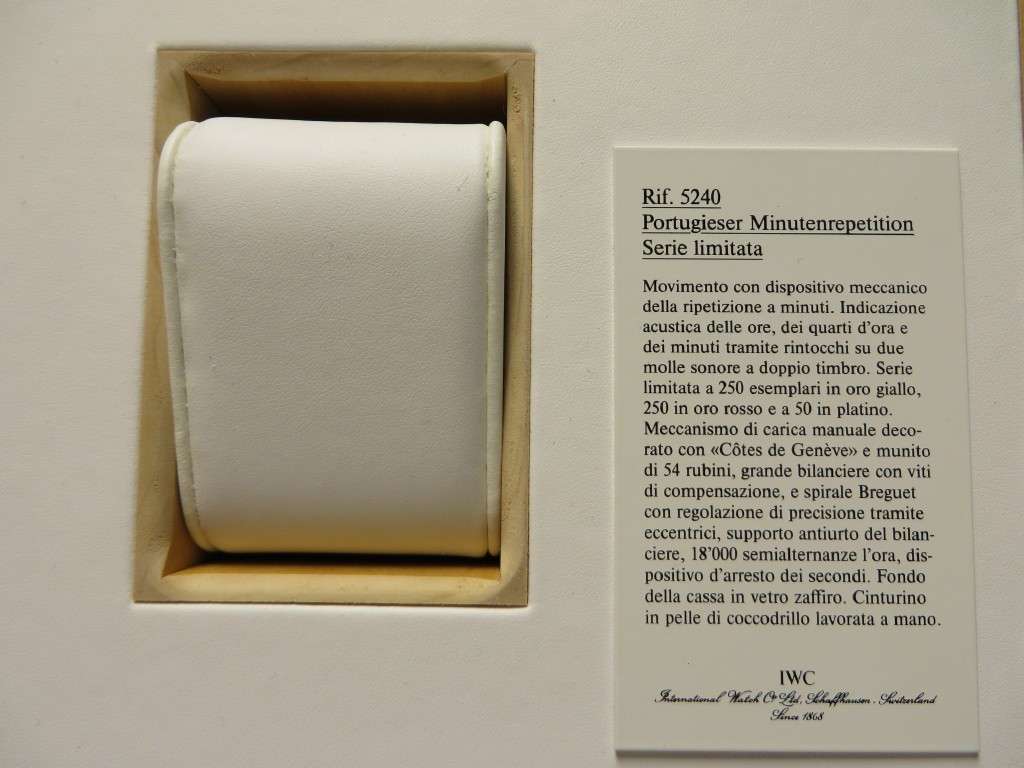 Rif. 5240
Portugieser Minutenrepetition
Serie limitata
Movimento con dispositivo meccanico
della ripetizione a minuti. Indicazione
acustica delle ore, dei quarti d'ora e
dei minuti tramite rintocchi su due
molle sonore a doppio timbro. Serie
limitata a 250 esemplari in oro giallo,
250 in oro rosso e a 50 in platino.
Meccanismo di carica manuale deco-
rato con «Côtes de Genève» e munito
di 54 rubini, grande bilanciere con viti
di compensazione, e spirale Breguet
con regolazione di precisione tramite
eccentrici, supporto antiurto del bilan-
ciere, 18'000 semialternanze l'ora, dis-
positivo d'arresto dei secondi. Fondo
della cassa in vetro zaffiro. Cinturino
in pelle di coccodrillo lavorata a mano.
IWC
International Watch Co Ltd, Schaffhausen, Switzerland
Since 1868